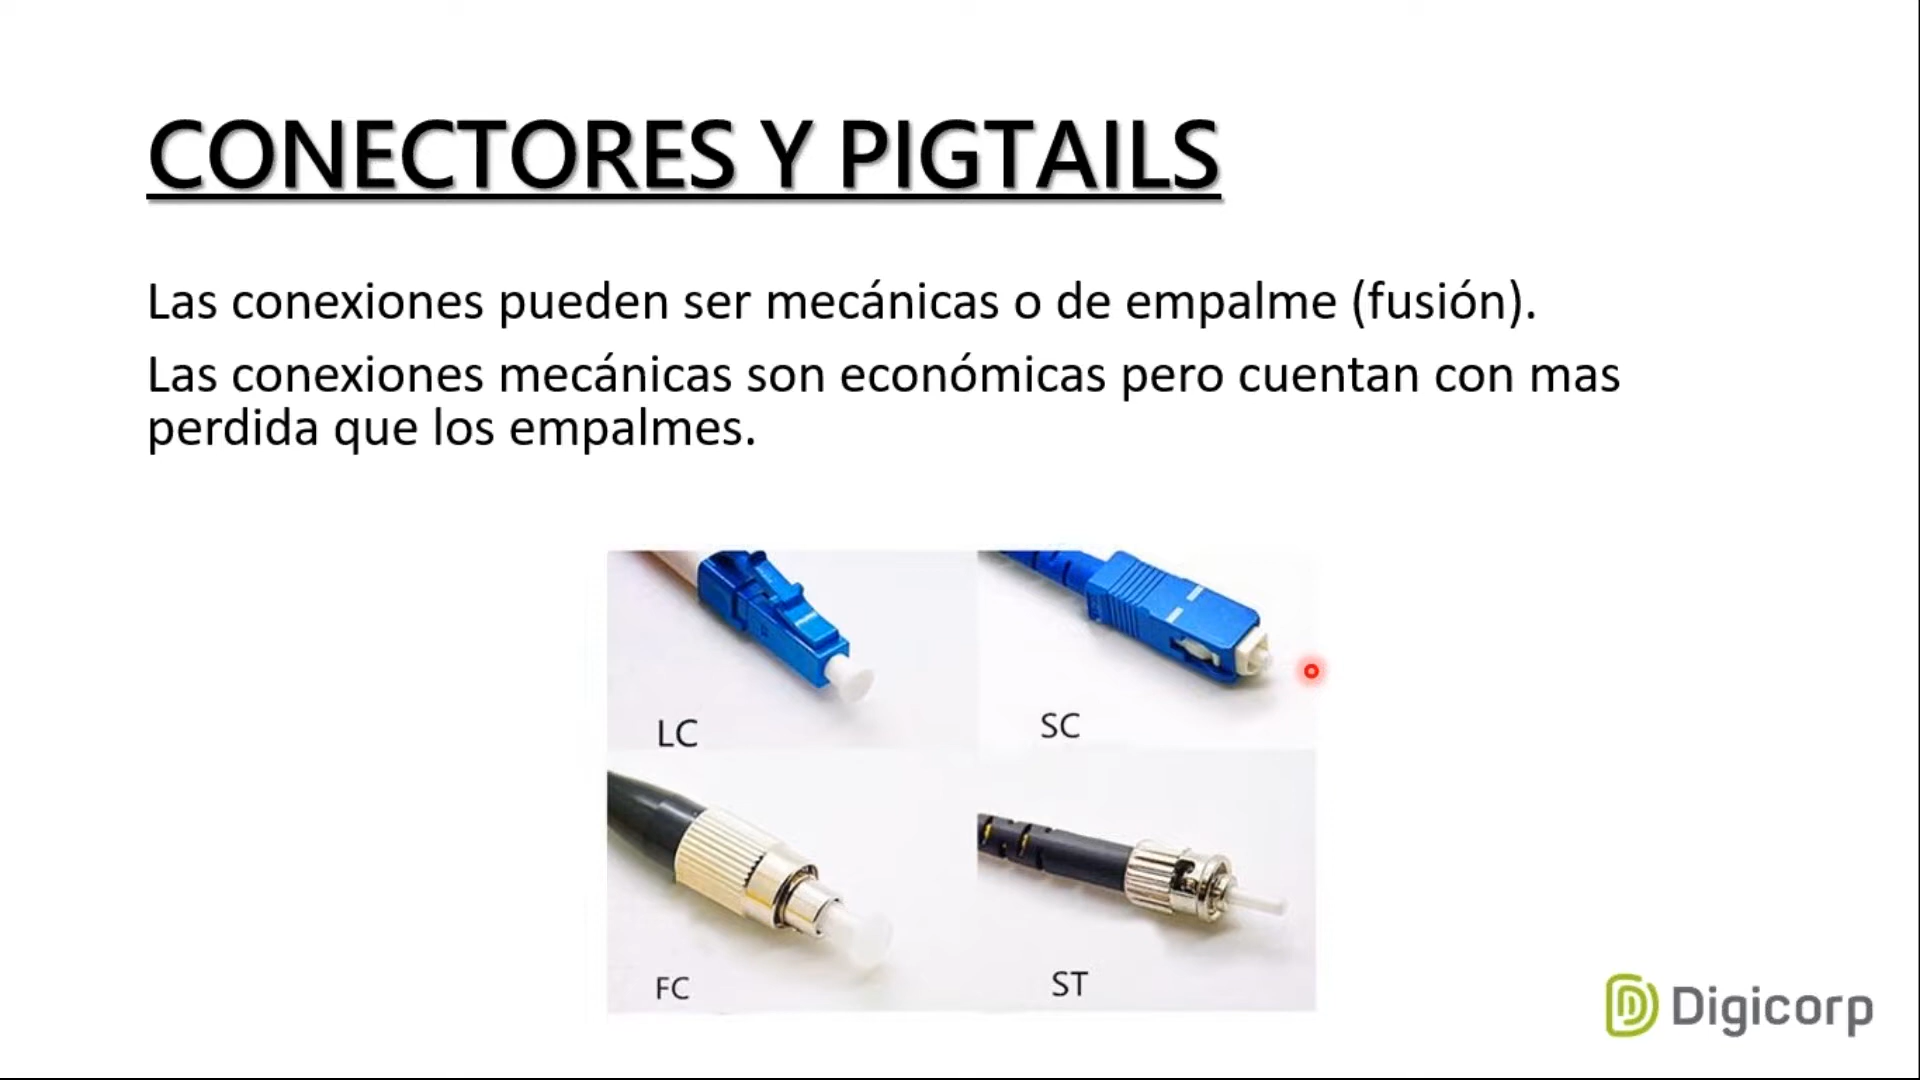 CONECTORES Y PIGTAILS
Las conexiones pueden ser mecánicas o de empalme (fusión).
Las conexiones mecánicas son económicas pero cuentan con mas
perdida que los empalmes.
LC
SC
FC
ST
Digicorp